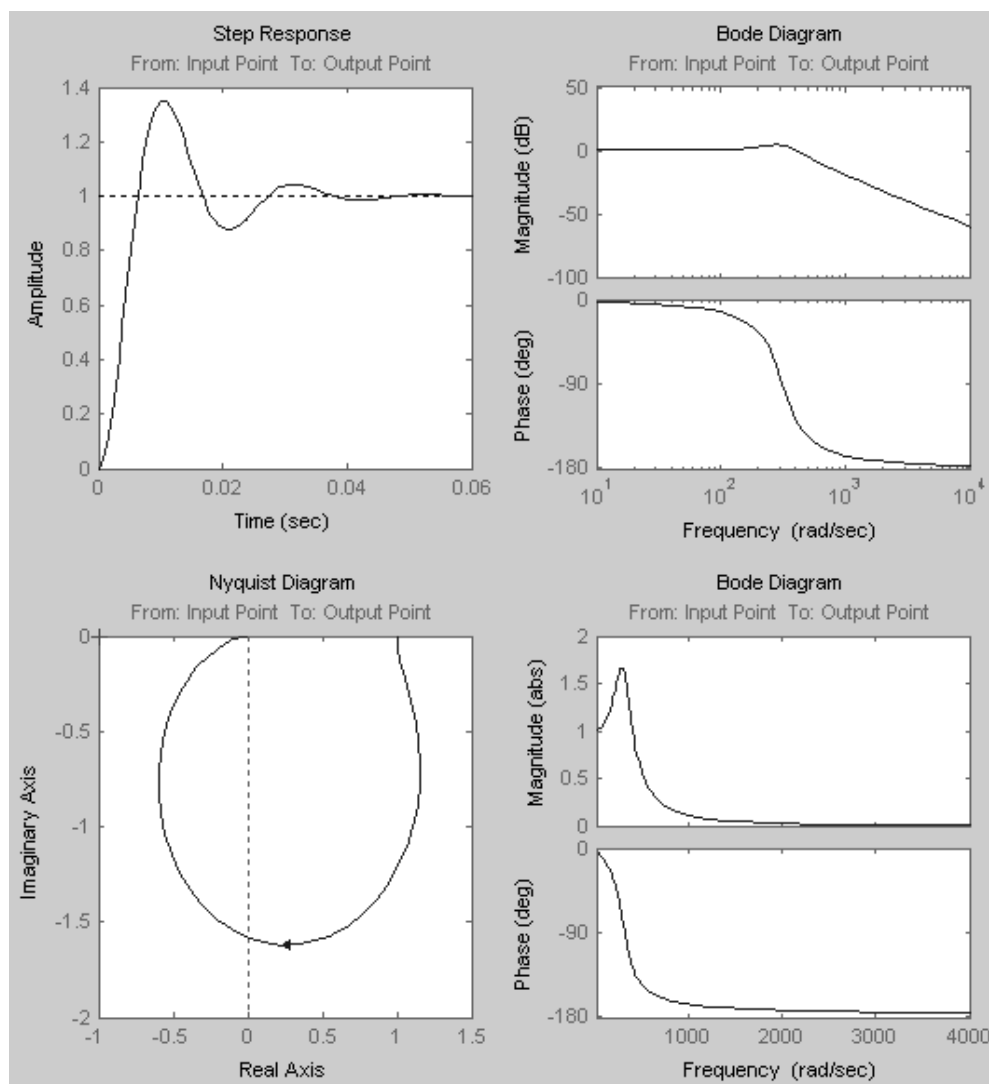 Step Response
From: Input Point To: Output Point
Amplitude
1.4
1.2
1
0.8
0.6
0.4
0.2
0
0 0.02 0.04 0.06
Time (sec)
Bode Diagram
From: Input Point To: Output Point
Magnitude (dB)
50
0
-50
-100
Phase (deg)
0
-90
-180
10^1 10^2 10^3 10^4
Frequency (rad/sec)
Nyquist Diagram
From: Input Point To: Output Point
Imaginary Axis
0
-0.5
-1
-1.5
-2
-1 -0.5 0 0.5 1 1.5
Real Axis
Bode Diagram
From: Input Point To: Output Point
Magnitude (abs)
2
1.5
1
0.5
0
Phase (deg)
0
-90
-180
1000 2000 3000 4000
Frequency (rad/sec)